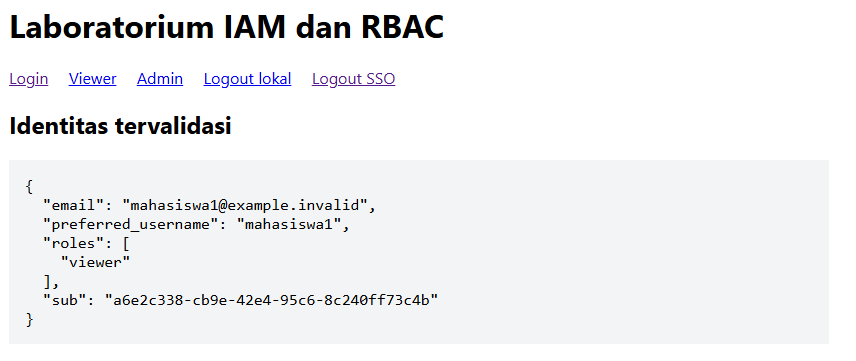 Laboratorium IAM dan RBAC
Login Viewer Admin Logout lokal Logout SSO
Identitas tervalidasi
{
  "email": "mahasiswa1@example.invalid",
  "preferred_username": "mahasiswa1",
  "roles": [
    "viewer"
  ],
  "sub": "a6e2c338-cb9e-42e4-95c6-8c240ff73c4b"
}